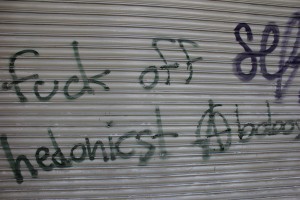 fuck off
hedonicst Ⓐ